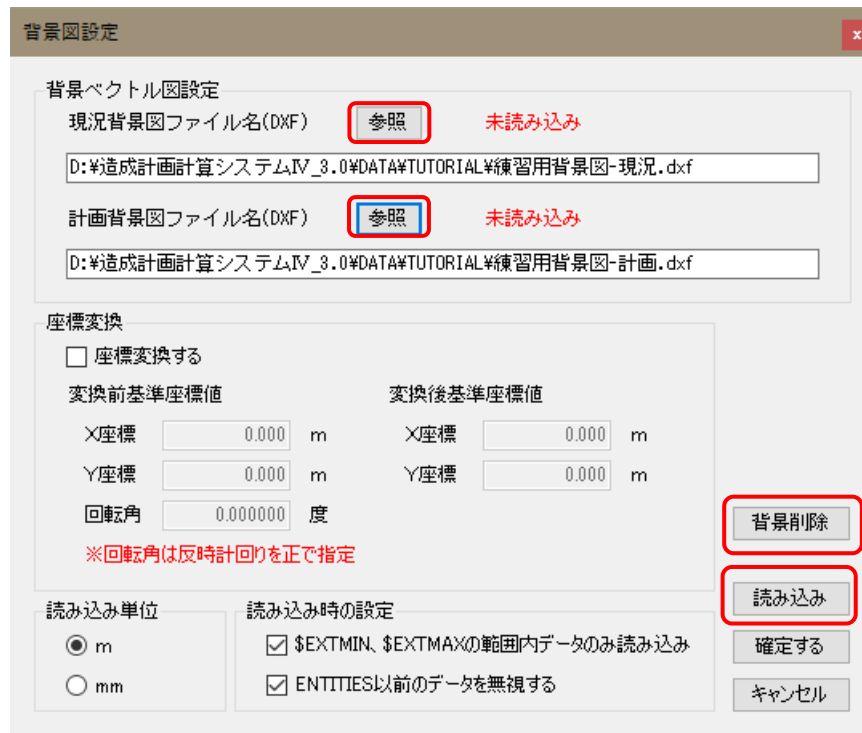 背景図設定
x
背景ベクトル図設定
現況背景図ファイル名(DXF) 参照 未読み込み
D:¥造成計画計算システムⅣ_3.0¥DATA¥TUTORIAL¥練習用背景図-現況.dxf
計画背景図ファイル名(DXF) 参照 未読み込み
D:¥造成計画計算システムⅣ_3.0¥DATA¥TUTORIAL¥練習用背景図-計画.dxf
座標変換
座標変換する
変換前基準座標値 変換後基準座標値
X座標 0.000 m X座標 0.000 m
Y座標 0.000 m Y座標 0.000 m
回転角 0.000000 度
※回転角は反時計回りを正で指定
背景削除
読み込み
確定する
キャンセル
読み込み単位
m
mm
読み込み時の設定
$EXTMIN、$EXTMAXの範囲内データのみ読み込み
ENTITIES以前のデータを無視する